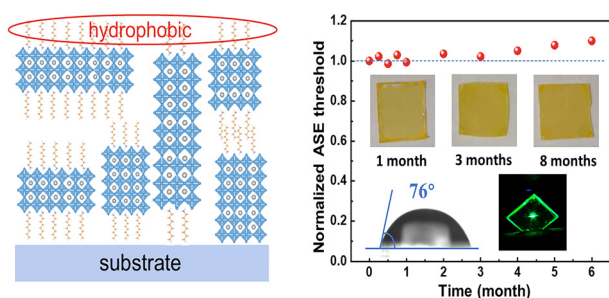 hydrophobic
substrate
Normalized ASE threshold
1.2
1.0
0.8
0.6
0.4
0.2
0.0
1 month
3 months
8 months
76°
0 1 2 3 4 5 6
Time (month)